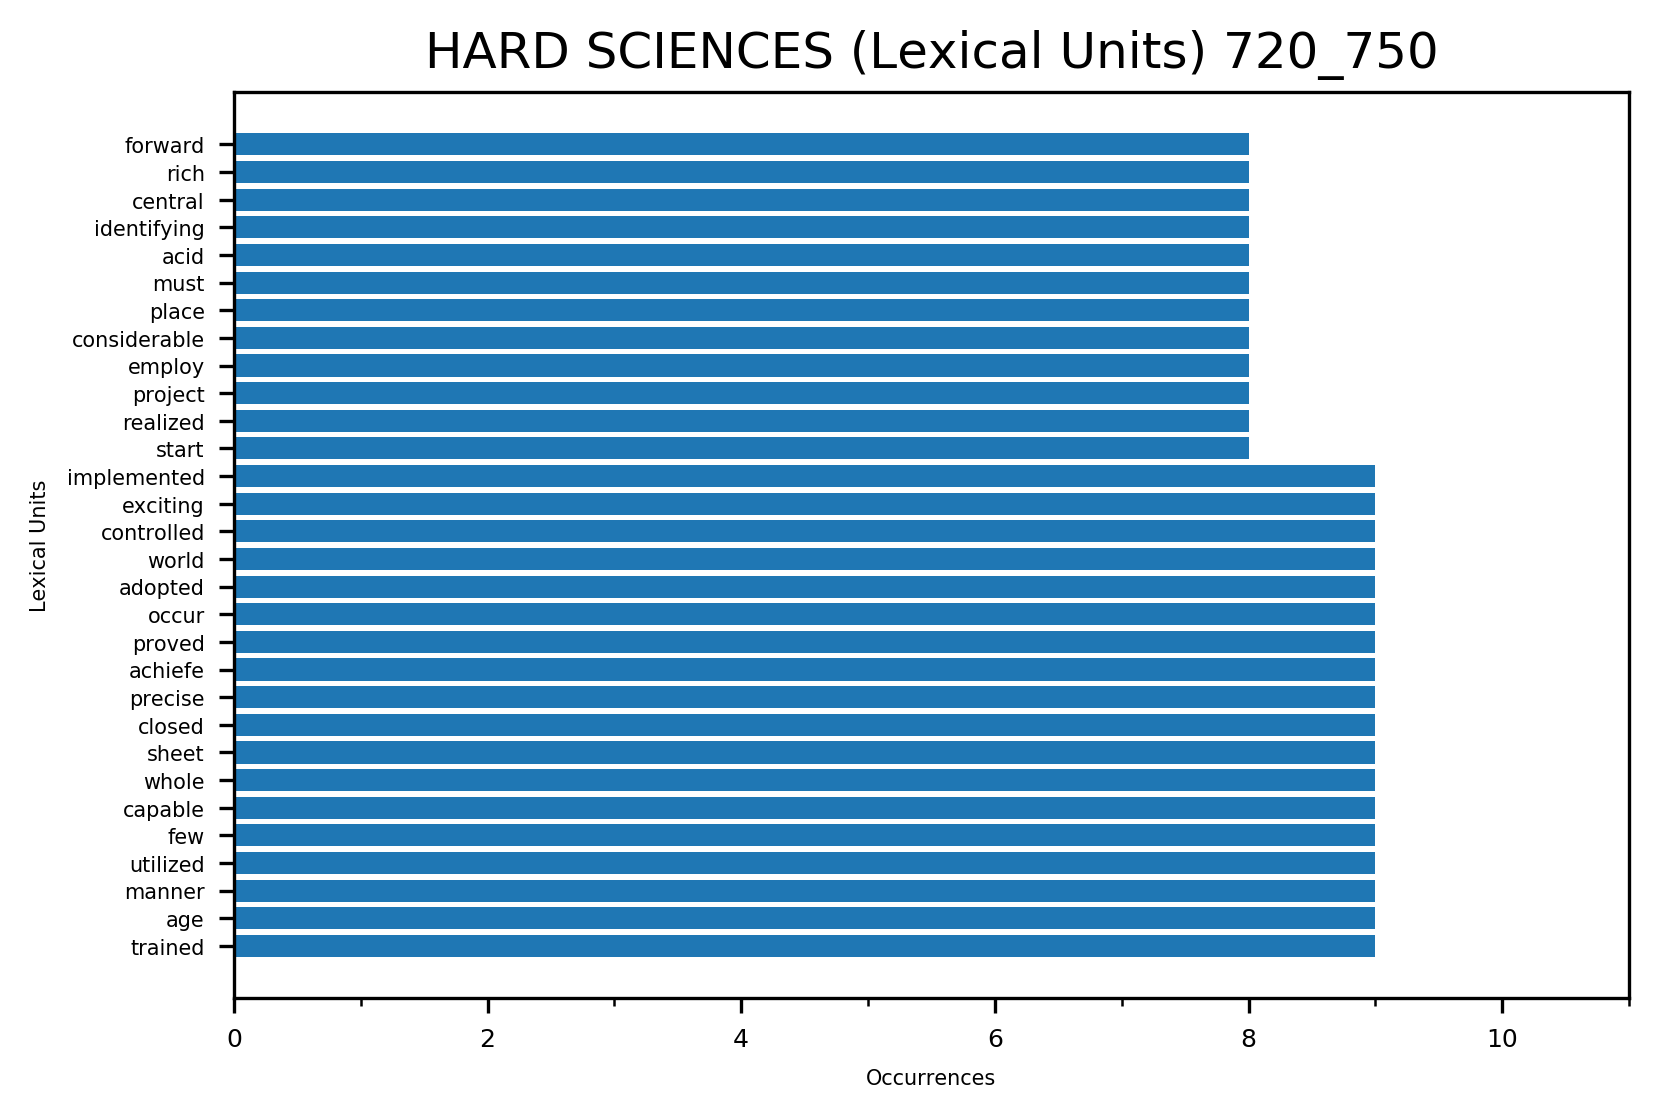 HARD SCIENCES (Lexical Units) 720_750
forward
rich
central
identifying
acid
must
place
considerable
employ
project
realized
start
implemented
exciting
controlled
world
adopted
occur
proved
achiefe
precise
closed
sheet
whole
capable
few
utilized
manner
age
trained
Lexical Units
0 2 4 6 8 10
Occurrences